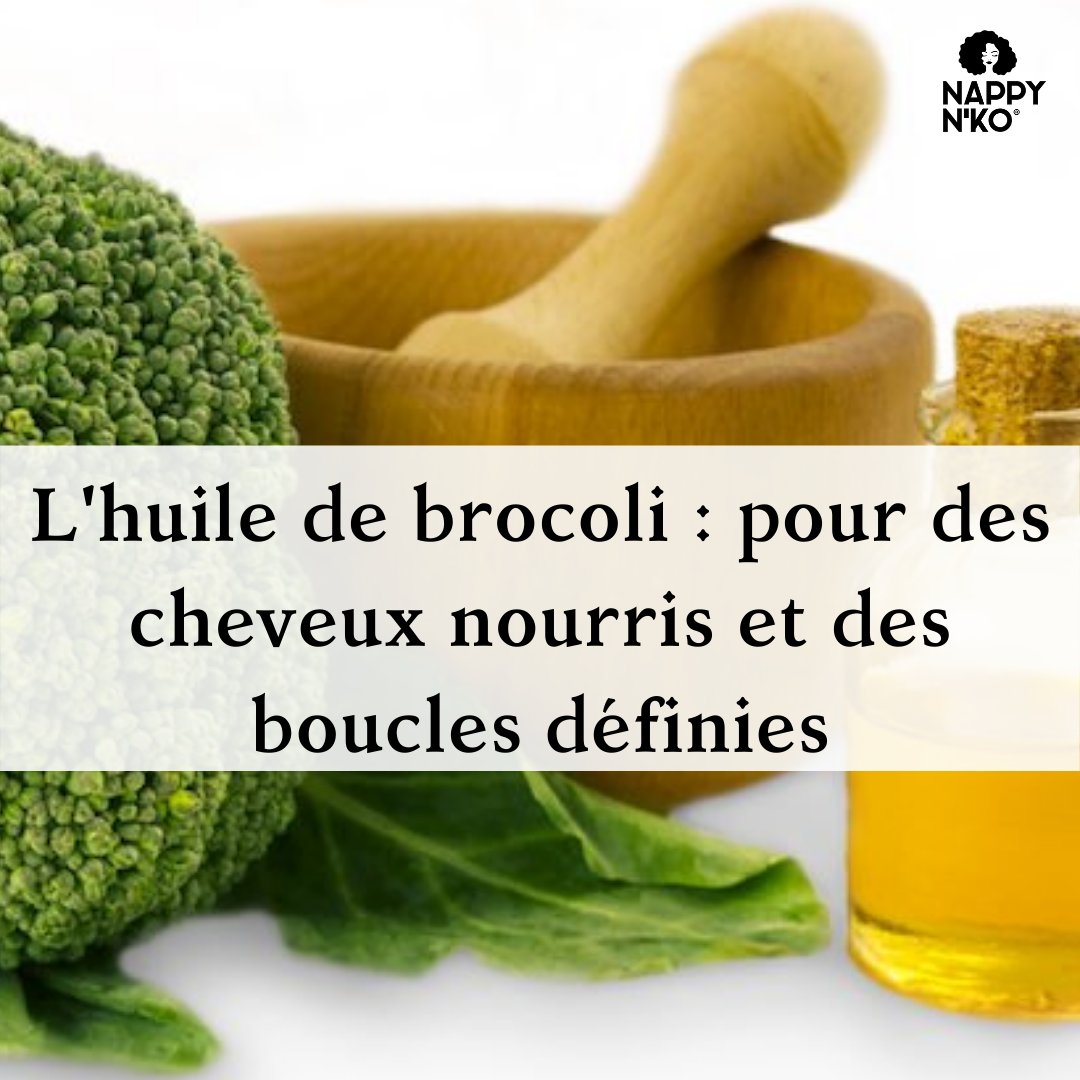 NAPPY
N'KO®
L'huile de brocoli : pour des
cheveux nourris et des
boucles définies